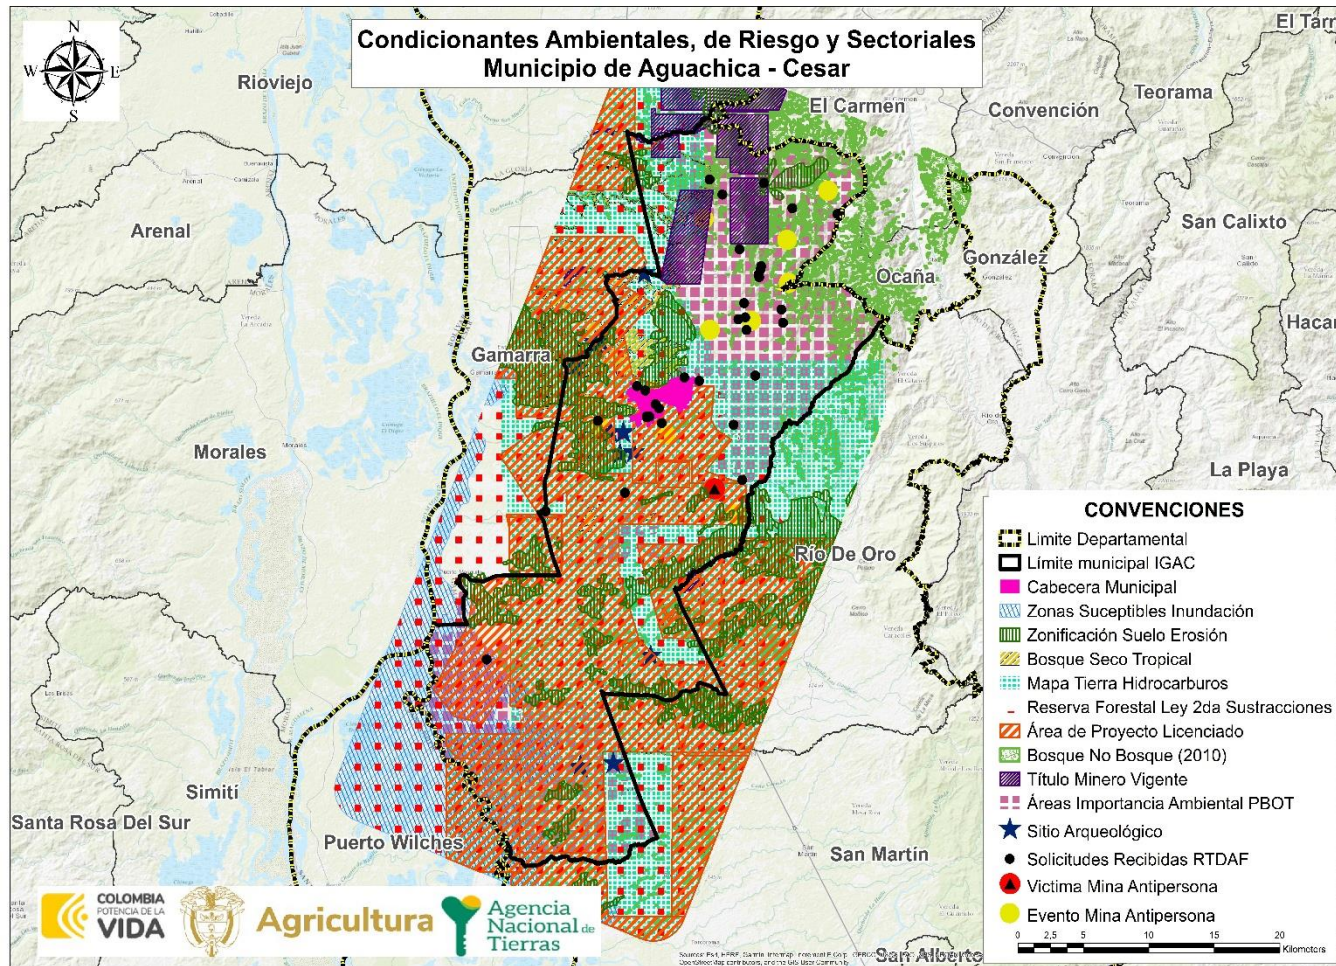 Condicionantes Ambientales, de Riesgo y Sectoriales
Municipio de Aguachica - Cesar
N
W
E
S
Rioviejo
El Carmen
Convención
Teorama
El Tarr
Arenal
San Calixto
González
Ocaña
Hacar
Gamarra
Morales
La Playa
Río De Oro
Simití
Santa Rosa Del Sur
Puerto Wilches
San Martín
San Alberto
CONVENCIONES
Limite Departamental
Límite municipal IGAC
Cabecera Municipal
Zonas Suceptibles Inundación
Zonificación Suelo Erosión
Bosque Seco Tropical
Mapa Tierra Hidrocarburos
Reserva Forestal Ley 2da Sustracciones
Área de Proyecto Licenciado
Bosque No Bosque (2010)
Título Minero Vigente
Áreas Importancia Ambiental PBOT
Sitio Arqueológico
Solicitudes Recibidas RTDAF
Victima Mina Antipersona
Evento Mina Antipersona
0 2,5 5 10 15 20
Kilometers
COLOMBIA
POTENCIA DE LA
VIDA
Agricultura
Agencia
Nacional de
Tierras